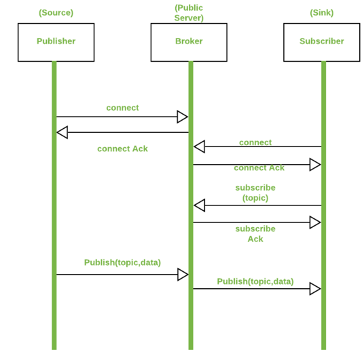 (Source)
(Public
Server)
(Sink)
Publisher
Broker
Subscriber
connect
connect Ack
connect
connect Ack
subscribe
(topic)
subscribe
Ack
Publish(topic,data)
Publish(topic,data)